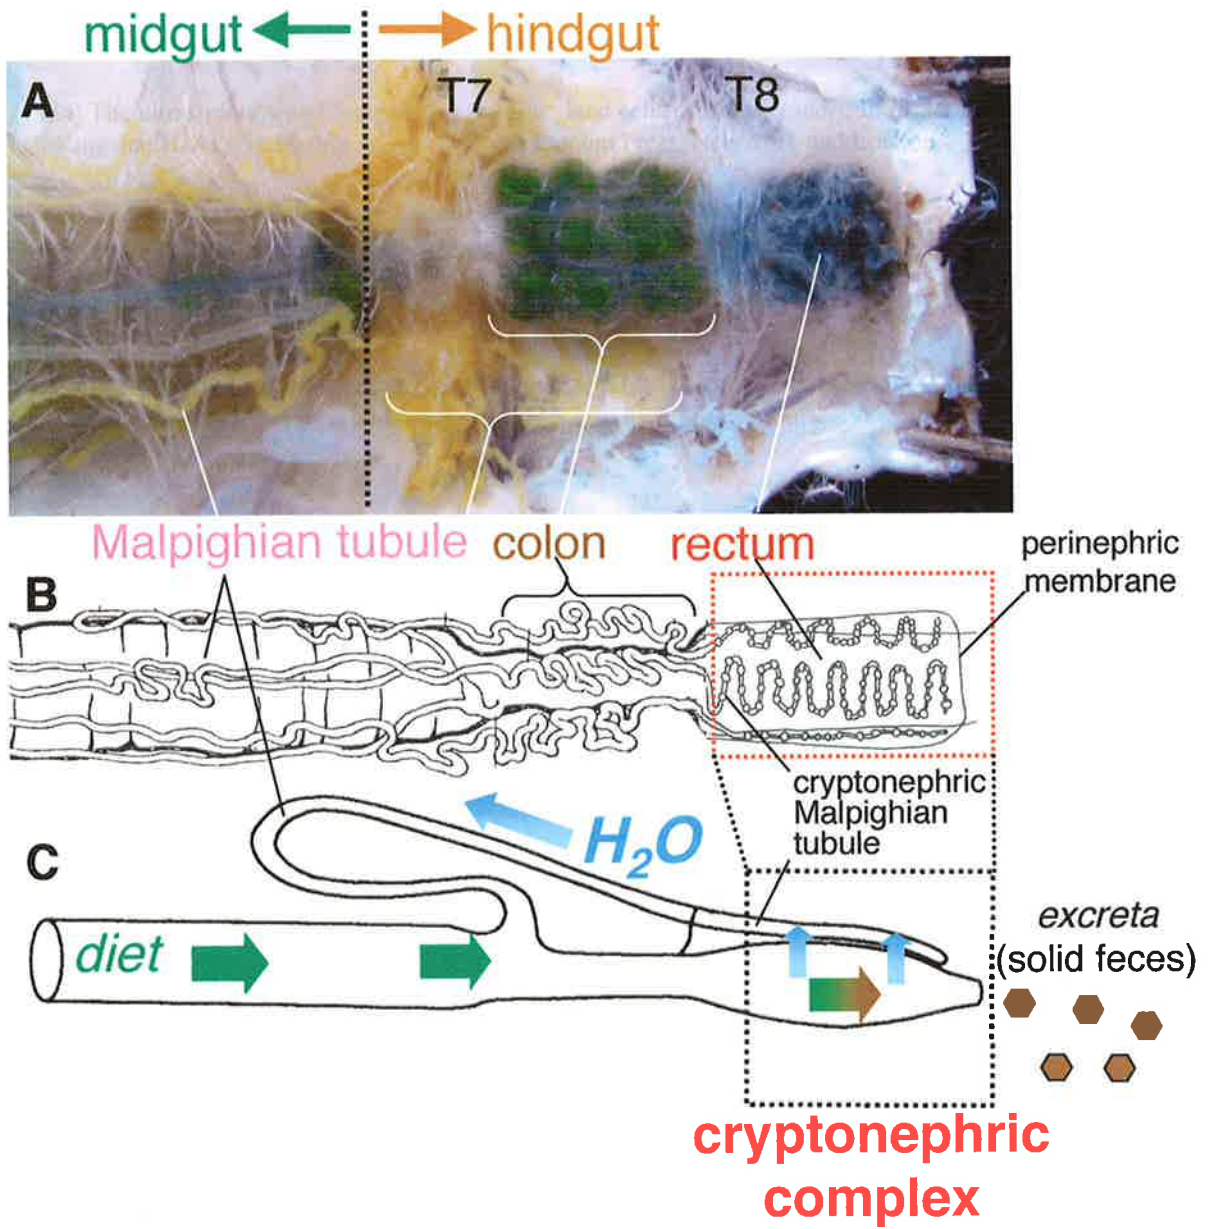 midgut hindgut
A
T7 T8
Malpighian tubule colon rectum
perinephric
membrane
B
cryptonephric
Malpighian
tubule
H2O
C
diet
excreta
(solid feces)
cryptonephric
complex